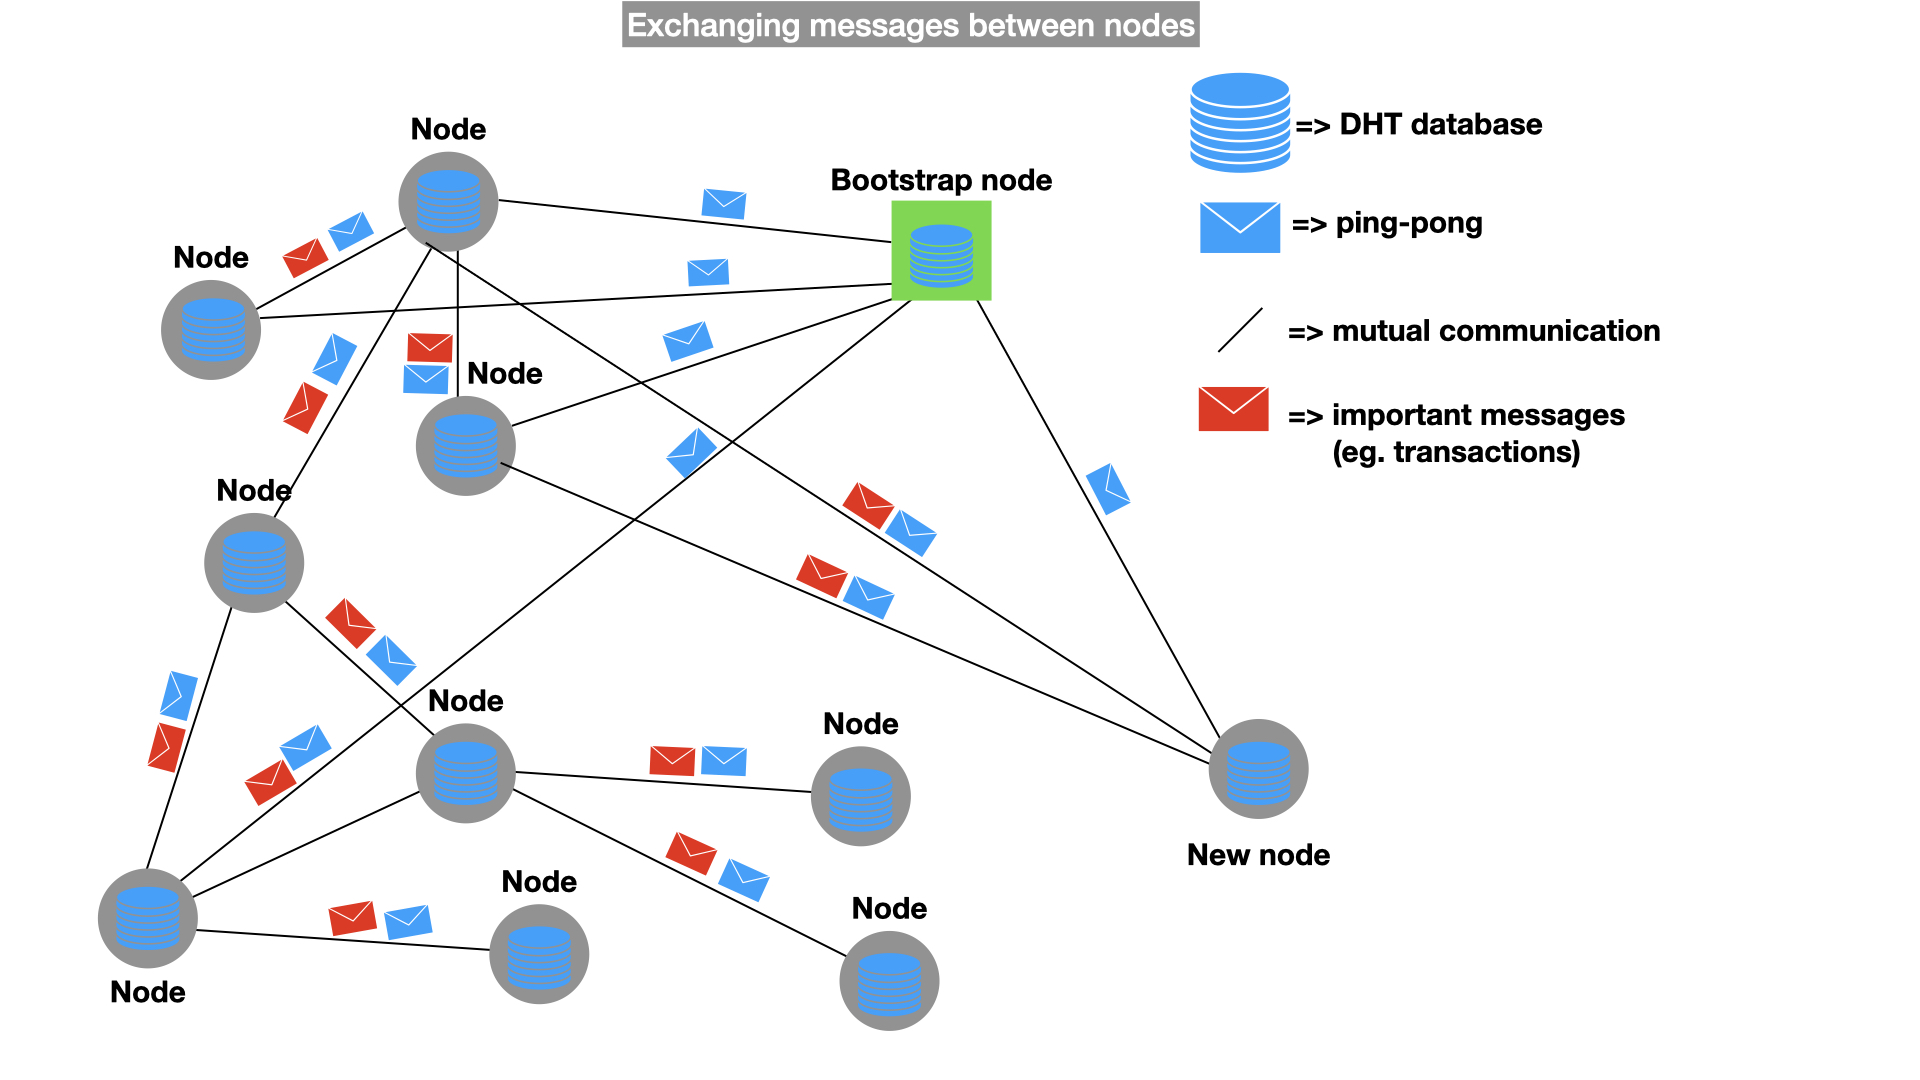 Exchanging messages between nodes
Node
Bootstrap node
Node
Node
Node
Node
Node
Node
Node
Node
New node
=> DHT database
=> ping-pong
=> mutual communication
=> important messages
(eg. transactions)